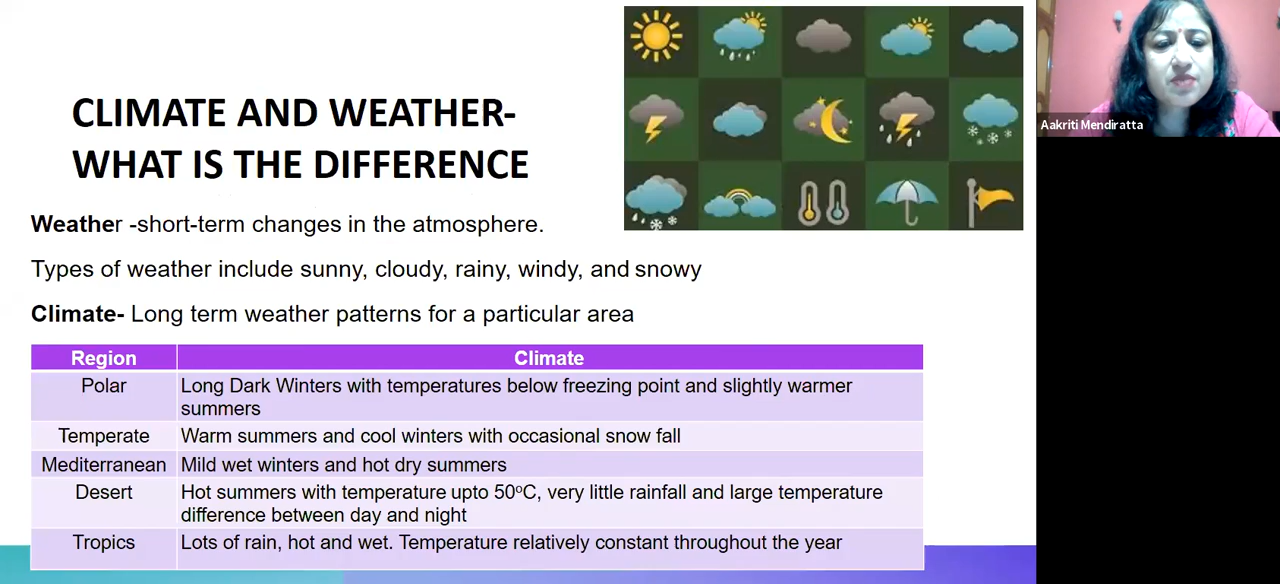 CLIMATE AND WEATHER-
WHAT IS THE DIFFERENCE
Weather -short-term changes in the atmosphere.
Types of weather include sunny, cloudy, rainy, windy, and snowy
Climate- Long term weather patterns for a particular area
Region Climate
Polar Long Dark Winters with temperatures below freezing point and slightly warmer
summers
Temperate Warm summers and cool winters with occasional snow fall
Mediterranean Mild wet winters and hot dry summers
Desert Hot summers with temperature upto 50ºC, very little rainfall and large temperature
difference between day and night
Tropics Lots of rain, hot and wet. Temperature relatively constant throughout the year
Aakriti Mendiratta